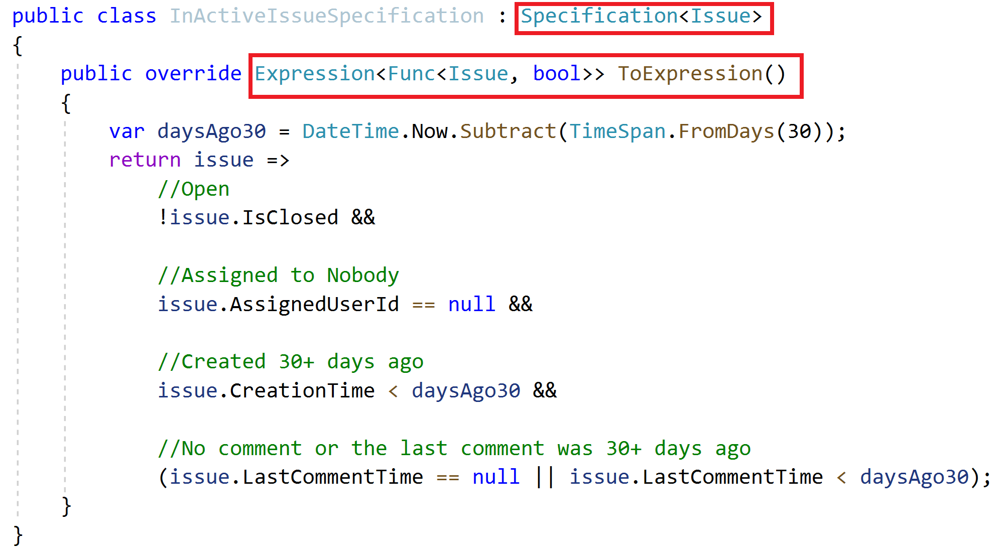 public class InActiveIssueSpecification : Specification<Issue>
{
public override Expression<Func<Issue, bool>> ToExpression()
{
var daysAgo30 = DateTime.Now.Subtract(TimeSpan.FromDays(30));
return issue =>
//Open
!issue.IsClosed &&
//Assigned to Nobody
issue.AssignedUserId == null &&
//Created 30+ days ago
issue.CreationTime < daysAgo30 &&
//No comment or the last comment was 30+ days ago
(issue.LastCommentTime == null || issue.LastCommentTime < daysAgo30);
}
}